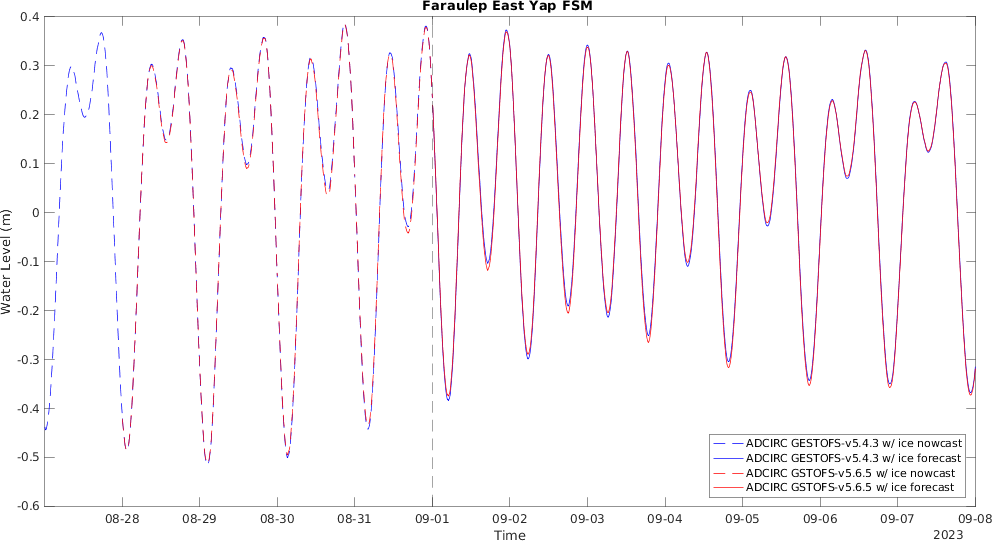 Faraulep East Yap FSM
0.4
0.3
0.2
0.1
0
-0.1
-0.2
-0.3
-0.4
-0.5
-0.6
Water Level (m)
ADCIRC GESTOFS-v5.4.3 w/ ice nowcast
ADCIRC GESTOFS-v5.4.3 w/ ice forecast
ADCIRC GSTOFS-v5.6.5 w/ ice nowcast
ADCIRC GSTOFS-v5.6.5 w/ ice forecast
08-28 08-29 08-30 08-31 09-01 09-02 09-03 09-04 09-05 09-06 09-07 09-08
Time
2023